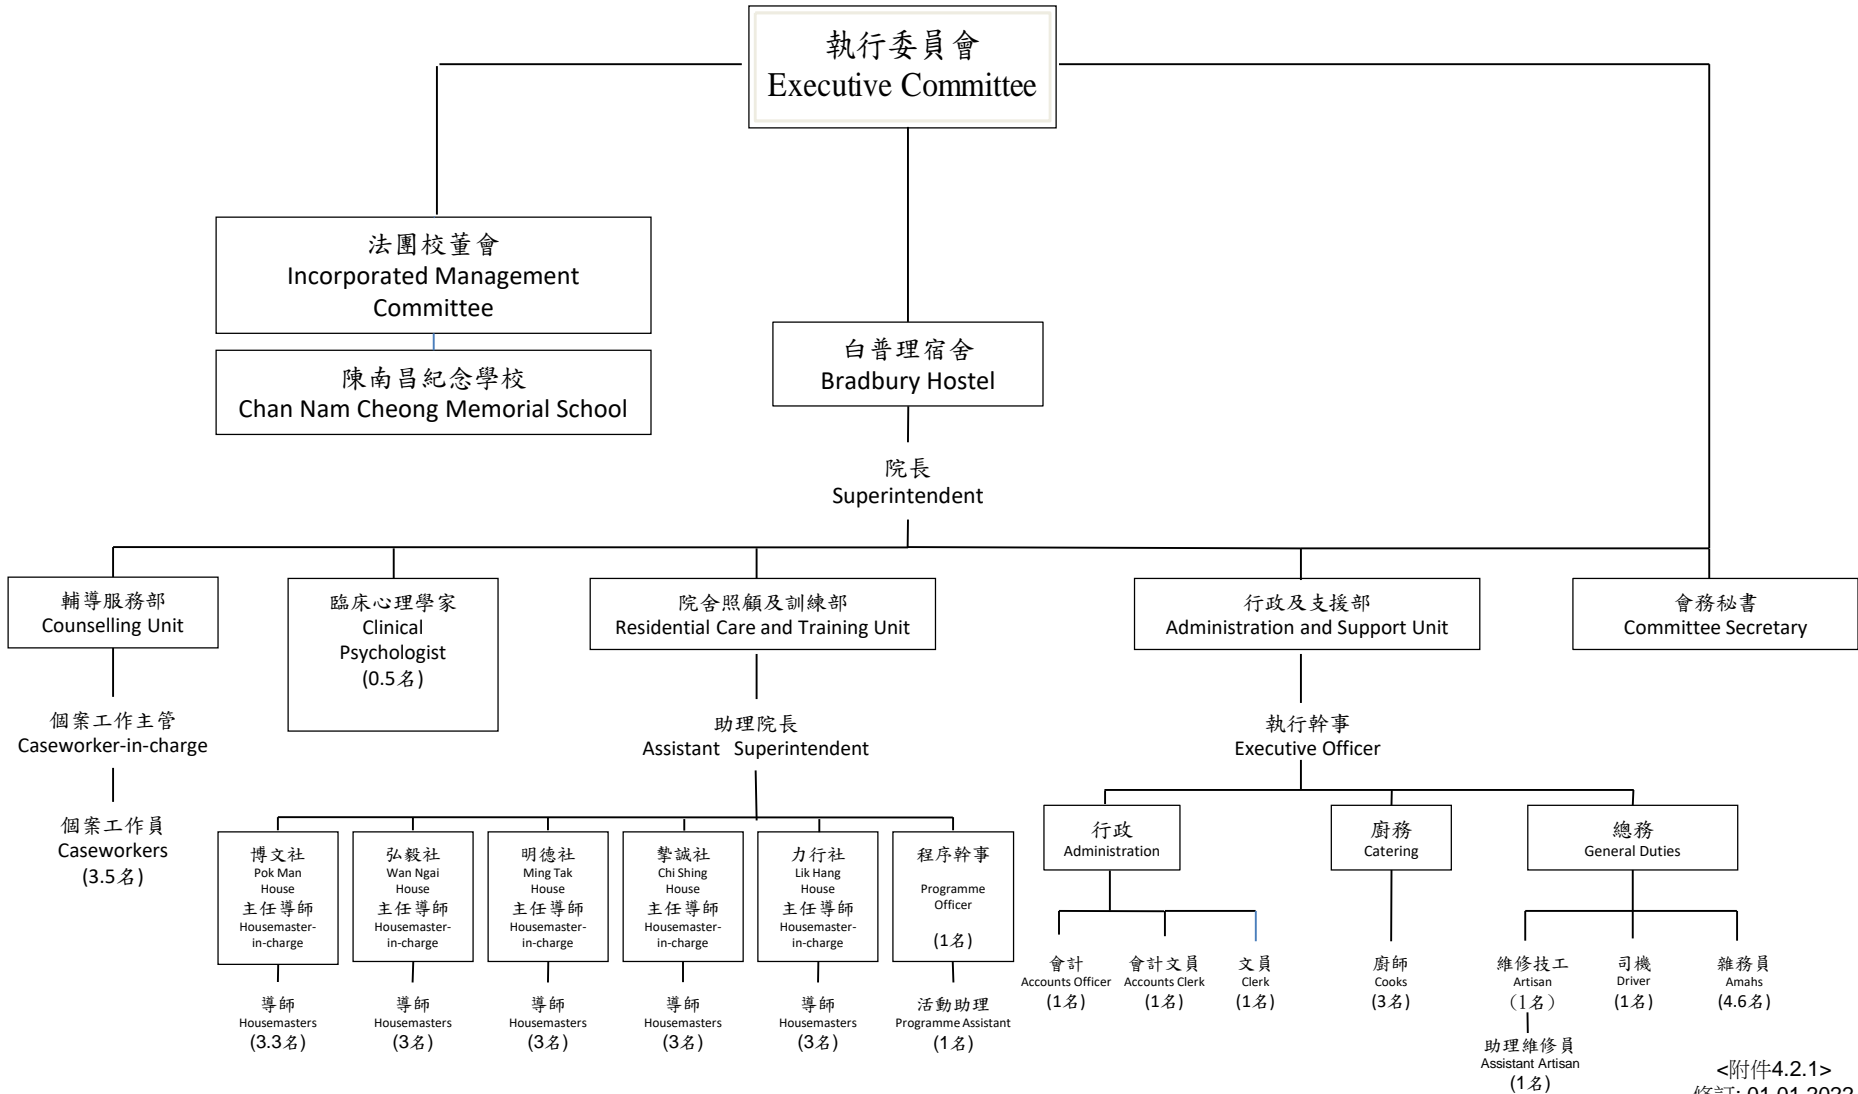 執行委員會
Executive Committee
法團校董會
Incorporated Management
Committee
陳南昌紀念學校
Chan Nam Cheong Memorial School
白普理宿舍
Bradbury Hostel
院長
Superintendent
輔導服務部
Counselling Unit
臨床心理學家
Clinical
Psychologist
(0.5名)
院舍照顧及訓練部
Residential Care and Training Unit
行政及支援部
Administration and Support Unit
會務秘書
Committee Secretary
個案工作主管
Caseworker-in-charge
個案工作員
Caseworkers
(3.5名)
助理院長
Assistant Superintendent
博文社
Pok Man
House
主任導師
Housemaster-
in-charge
導師
Housemasters
(3.3名)
弘毅社
Wan Ngai
House
主任導師
Housemaster-
in-charge
導師
Housemasters
(3名)
明德社
Ming Tak
House
主任導師
Housemaster-
in-charge
導師
Housemasters
(3名)
摯誠社
Chi Shing
House
主任導師
Housemaster-
in-charge
導師
Housemasters
(3名)
力行社
Lik Hang
House
主任導師
Housemaster-
in-charge
導師
Housemasters
(3名)
程序幹事
Programme
Officer
(1名)
活動助理
Programme Assistant
(1名)
執行幹事
Executive Officer
行政
Administration
會計
Accounts Officer
(1名)
會計文員
Accounts Clerk
(1名)
文員
Clerk
(1名)
廚務
Catering
廚師
Cooks
(3名)
總務
General Duties
維修技工
Artisan
(1名)
助理維修員
Assistant Artisan
(1名)
司機
Driver
(1名)
雜務員
Amahs
(4.6名)
<附件4.2.1>
修訂: 01.01.2022